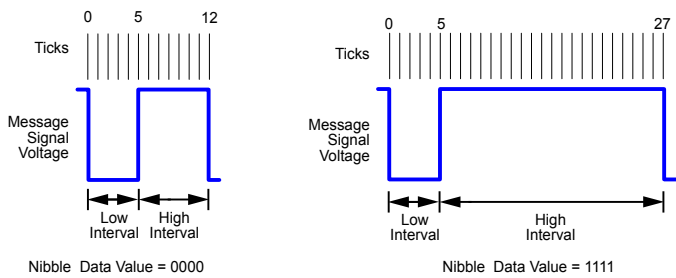 0 5 12
Ticks
Message
Signal
Voltage
Low
Interval
High
Interval
Nibble Data Value = 0000
0 5 27
Ticks
Message
Signal
Voltage
Low
Interval
High
Interval
Nibble Data Value = 1111